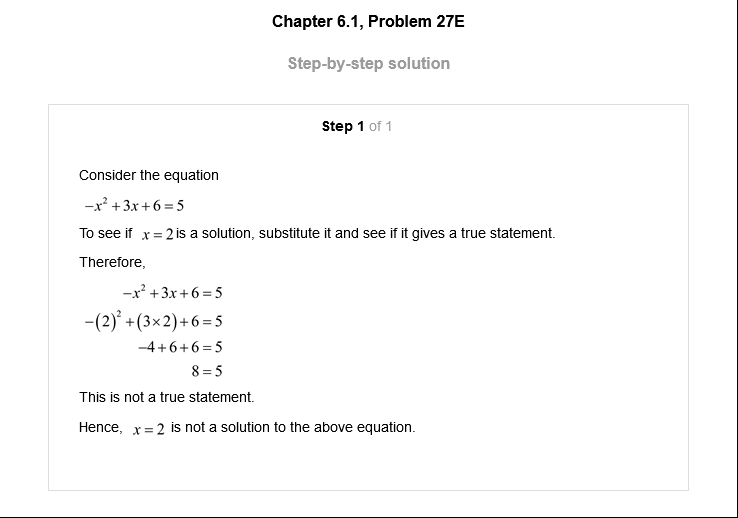 Chapter 6.1, Problem 27E
Step-by-step solution
Step 1 of 1
Consider the equation
−x² + 3x + 6 = 5
To see if x = 2 is a solution, substitute it and see if it gives a true statement.
Therefore,
−x² + 3x + 6 = 5
−(2)² + (3×2) + 6 = 5
−4 + 6 + 6 = 5
8 = 5
This is not a true statement.
Hence, x = 2 is not a solution to the above equation.